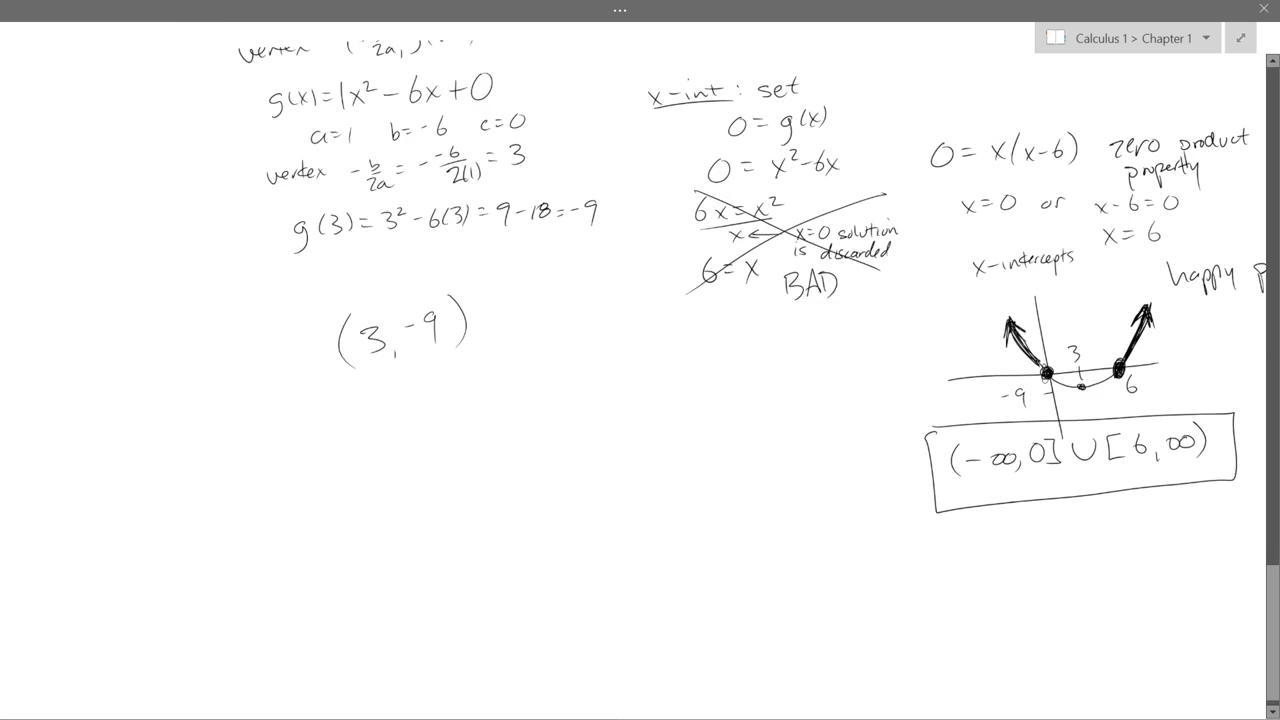 ...
Calculus 1 > Chapter 1
vertex (-b/2a, )
g(x)=1x² - 6x + 0
a=1 b=-6 c=0
vertex -b/2a = - -6/2(1) = 3
g(3) = 3² - 6(3) = 9 - 18 = -9
(3, -9)
x-int : set
0 = g(x)
0 = x² - 6x
6x = x²
x ← x=0 solution
is discarded
6 = x BAD
0 = x(x-6) zero product
property
x=0 or x-6=0
x = 6
x-intercepts
happy p
3
-9
6
(-∞,0] ∪ [6,∞)